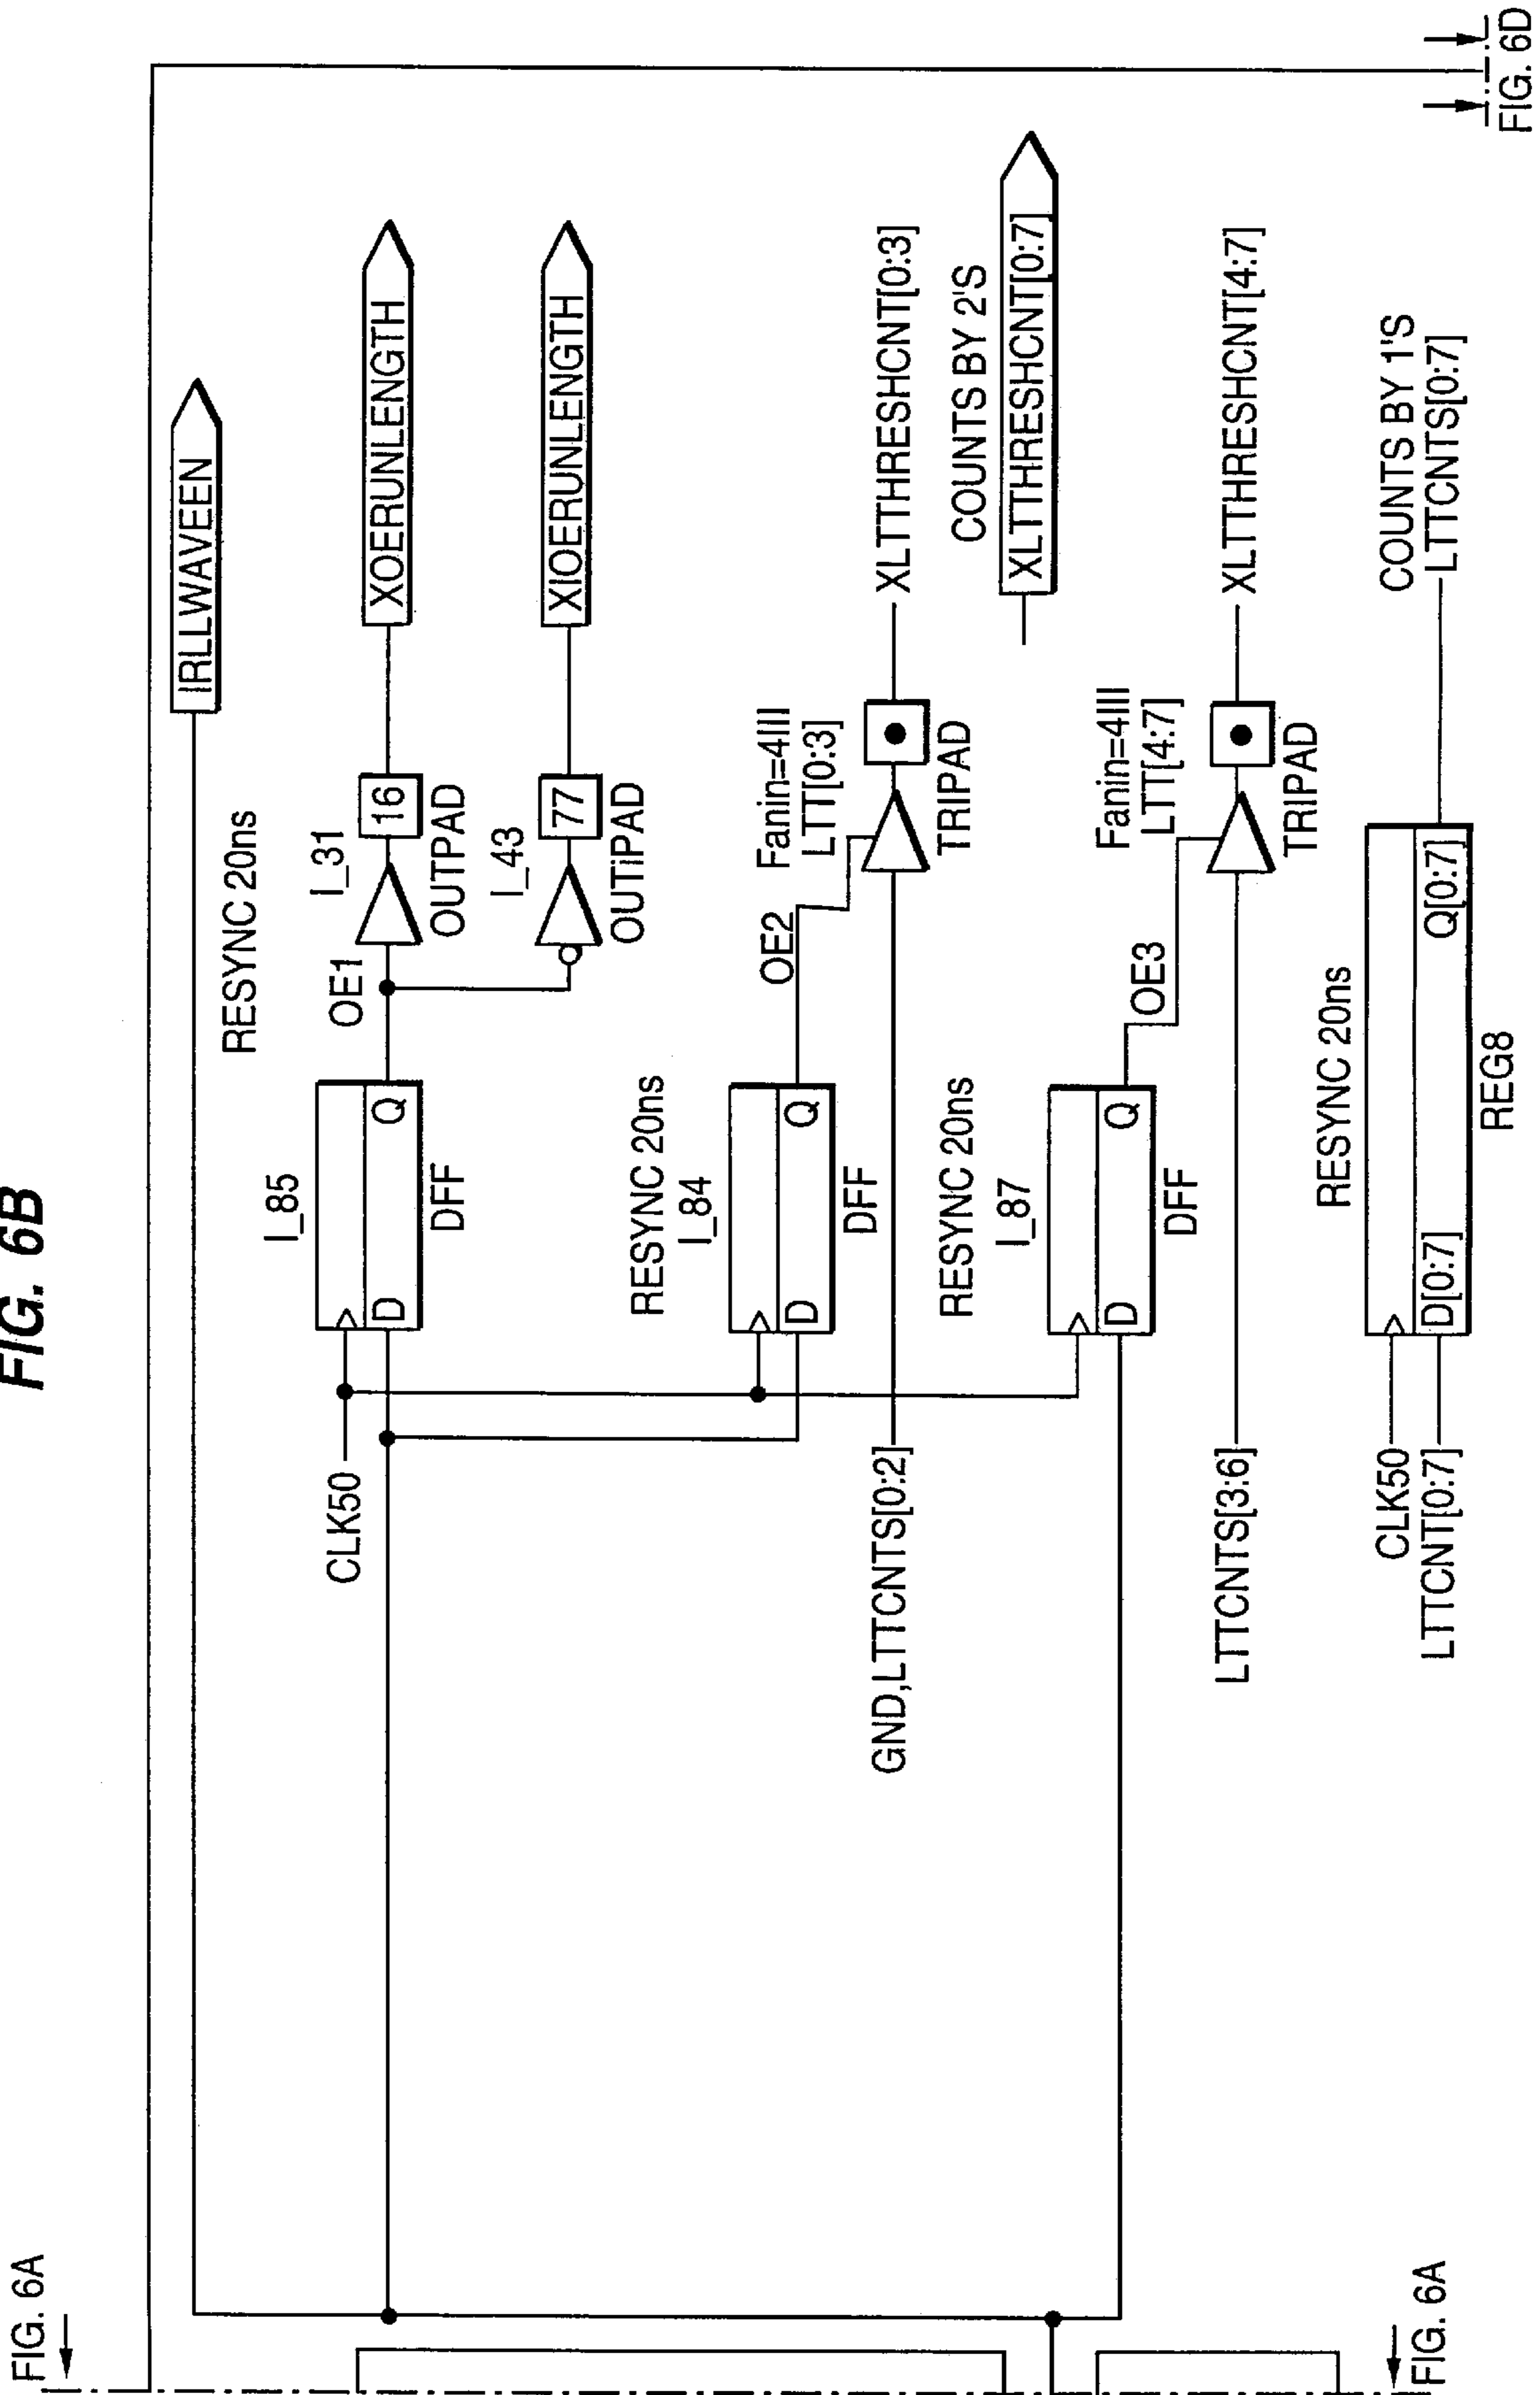 FIG. 6B
FIG. 6A
IRLLWAVEEN
RESYNC 20ns
I_85
CLK50
D
Q
DFF
OE1
I_31
16
OUTPAD
XOERUNLENGTH
I_43
77
OUTiPAD
XIOERUNLENGTH
RESYNC 20ns
I_84
D
Q
DFF
OE2
Fanin=4III
LTT[0:3]
TRIPAD
GND,LTTCNTS[0:2]
XLTTHRESHCNT[0:3]
COUNTS BY 2'S
XLTTHRESHCNT[0:7]
RESYNC 20ns
I_87
D
Q
DFF
OE3
Fanin=4III
LTT[4:7]
TRIPAD
LTTCNTS[3:6]
XLTTHRESHCNT[4:7]
RESYNC 20ns
CLK50
LTTCNT[0:7]
D[0:7]
Q[0:7]
REG8
COUNTS BY 1'S
LTTCNTS[0:7]
FIG. 6A
FIG. 6D